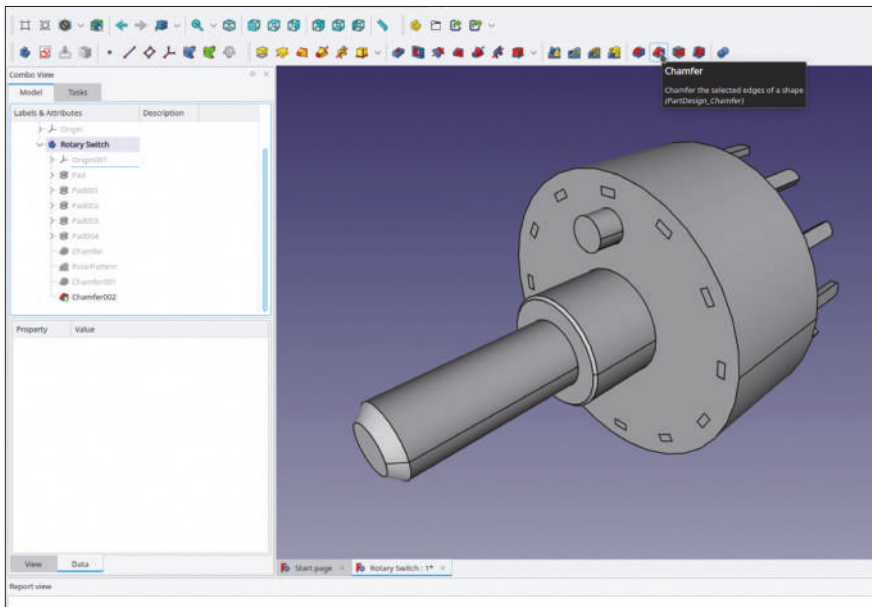 Chamfer
Chamfer the selected edges of a shape
(PartDesign_Chamfer)
Combo View
Model
Tasks
Labels & Attributes
Description
Origin
Rotary Switch
Origin001
Pad
Pad001
Pad002
Pad003
Pad004
Chamfer
PolarPattern
Chamfer001
Chamfer002
Property
Value
View
Data
Start page
Rotary Switch : 1*
Report view